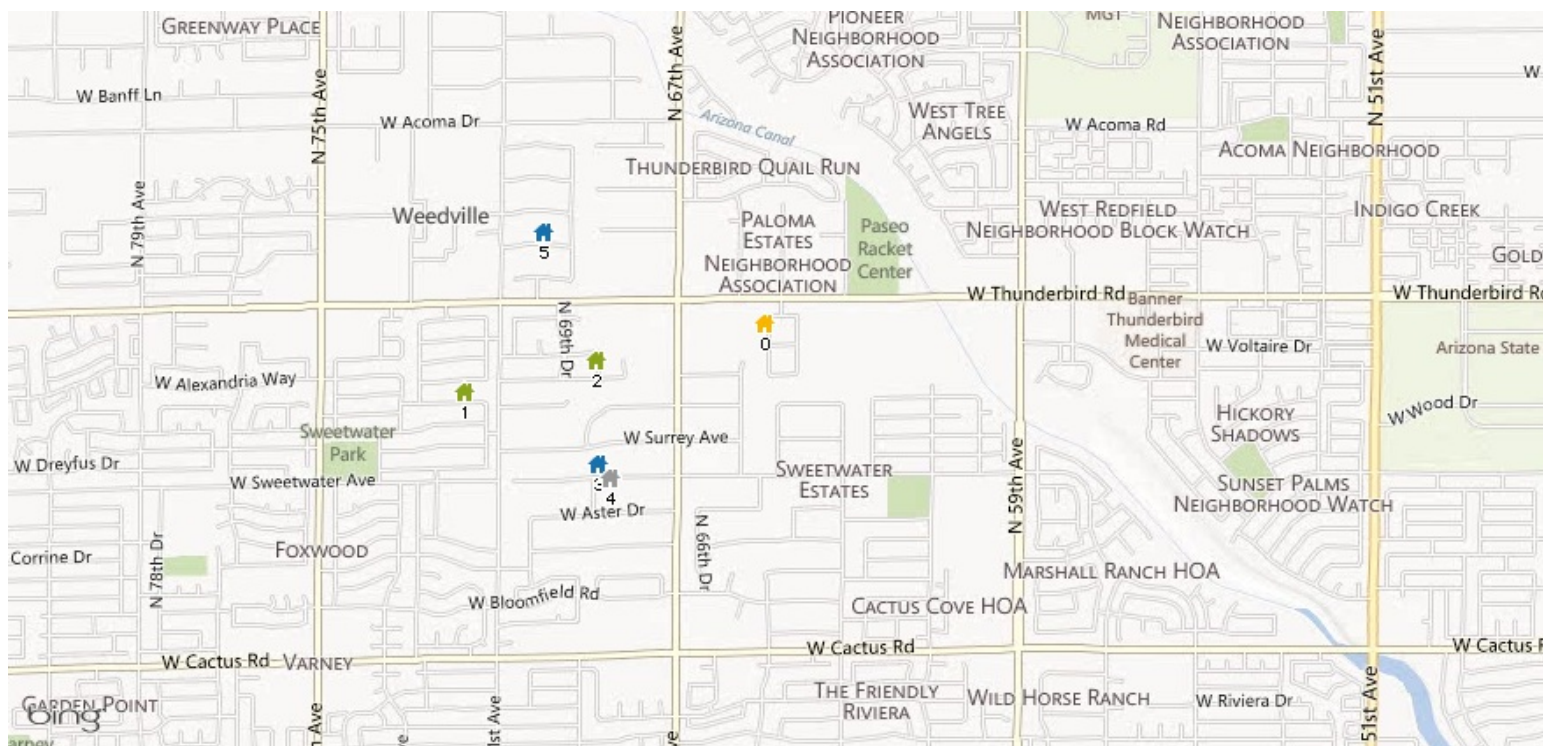 GREENWAY PLACE
PIONEER
NEIGHBORHOOD
ASSOCIATION
MGT
NEIGHBORHOOD
ASSOCIATION
N 51st Ave
N 67th Ave
N 75th Ave
W Banff Ln
W Acoma Dr
Arizona Canal
WEST TREE
ANGELS
W Acoma Rd
ACOMA NEIGHBORHOOD
THUNDERBIRD QUAIL RUN
N 79th Ave
Weedville
PALOMA
ESTATES
NEIGHBORHOOD
ASSOCIATION
Paseo
Racket
Center
WEST REDFIELD
NEIGHBORHOOD BLOCK WATCH
INDIGO CREEK
5
W Thunderbird Rd
W Thunderbird Rd
Banner
Thunderbird
Medical
Center
N 69th Dr
0
W Voltaire Dr
Arizona State
W Alexandria Way
2
1
W Wood Dr
HICKORY
SHADOWS
Sweetwater
Park
W Surrey Ave
W Dreyfus Dr
W Sweetwater Ave
3
4
SWEETWATER
ESTATES
N 59th Ave
SUNSET PALMS
NEIGHBORHOOD WATCH
W Aster Dr
N 66th Dr
FOXWOOD
Corrine Dr
N 78th Dr
MARSHALL RANCH HOA
W Bloomfield Rd
CACTUS COVE HOA
W Cactus Rd
VARNEY
W Cactus Rd
W Cactus R
GARDEN POINT
bing
THE FRIENDLY
RIVIERA
WILD HORSE RANCH
W Riviera Dr
51st Ave